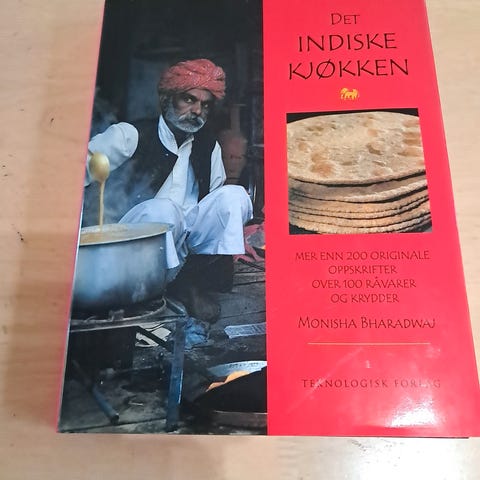 DET
INDISKE
KJØKKEN
MER ENN 200 ORIGINALE
OPPSKRIFTER
OVER 100 RÅVARER
OG KRYDDER
MONISHA BHARADWAJ
TEKNOLOGISK FORLAG